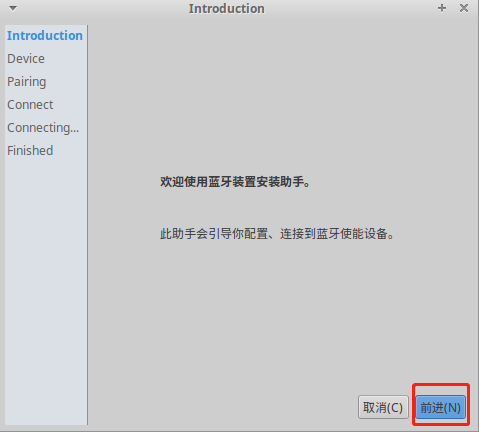 Introduction
Introduction
Device
Pairing
Connect
Connecting...
Finished
欢迎使用蓝牙装置安装助手。
此助手会引导你配置、连接到蓝牙使能设备。
取消(C)
前进(N)